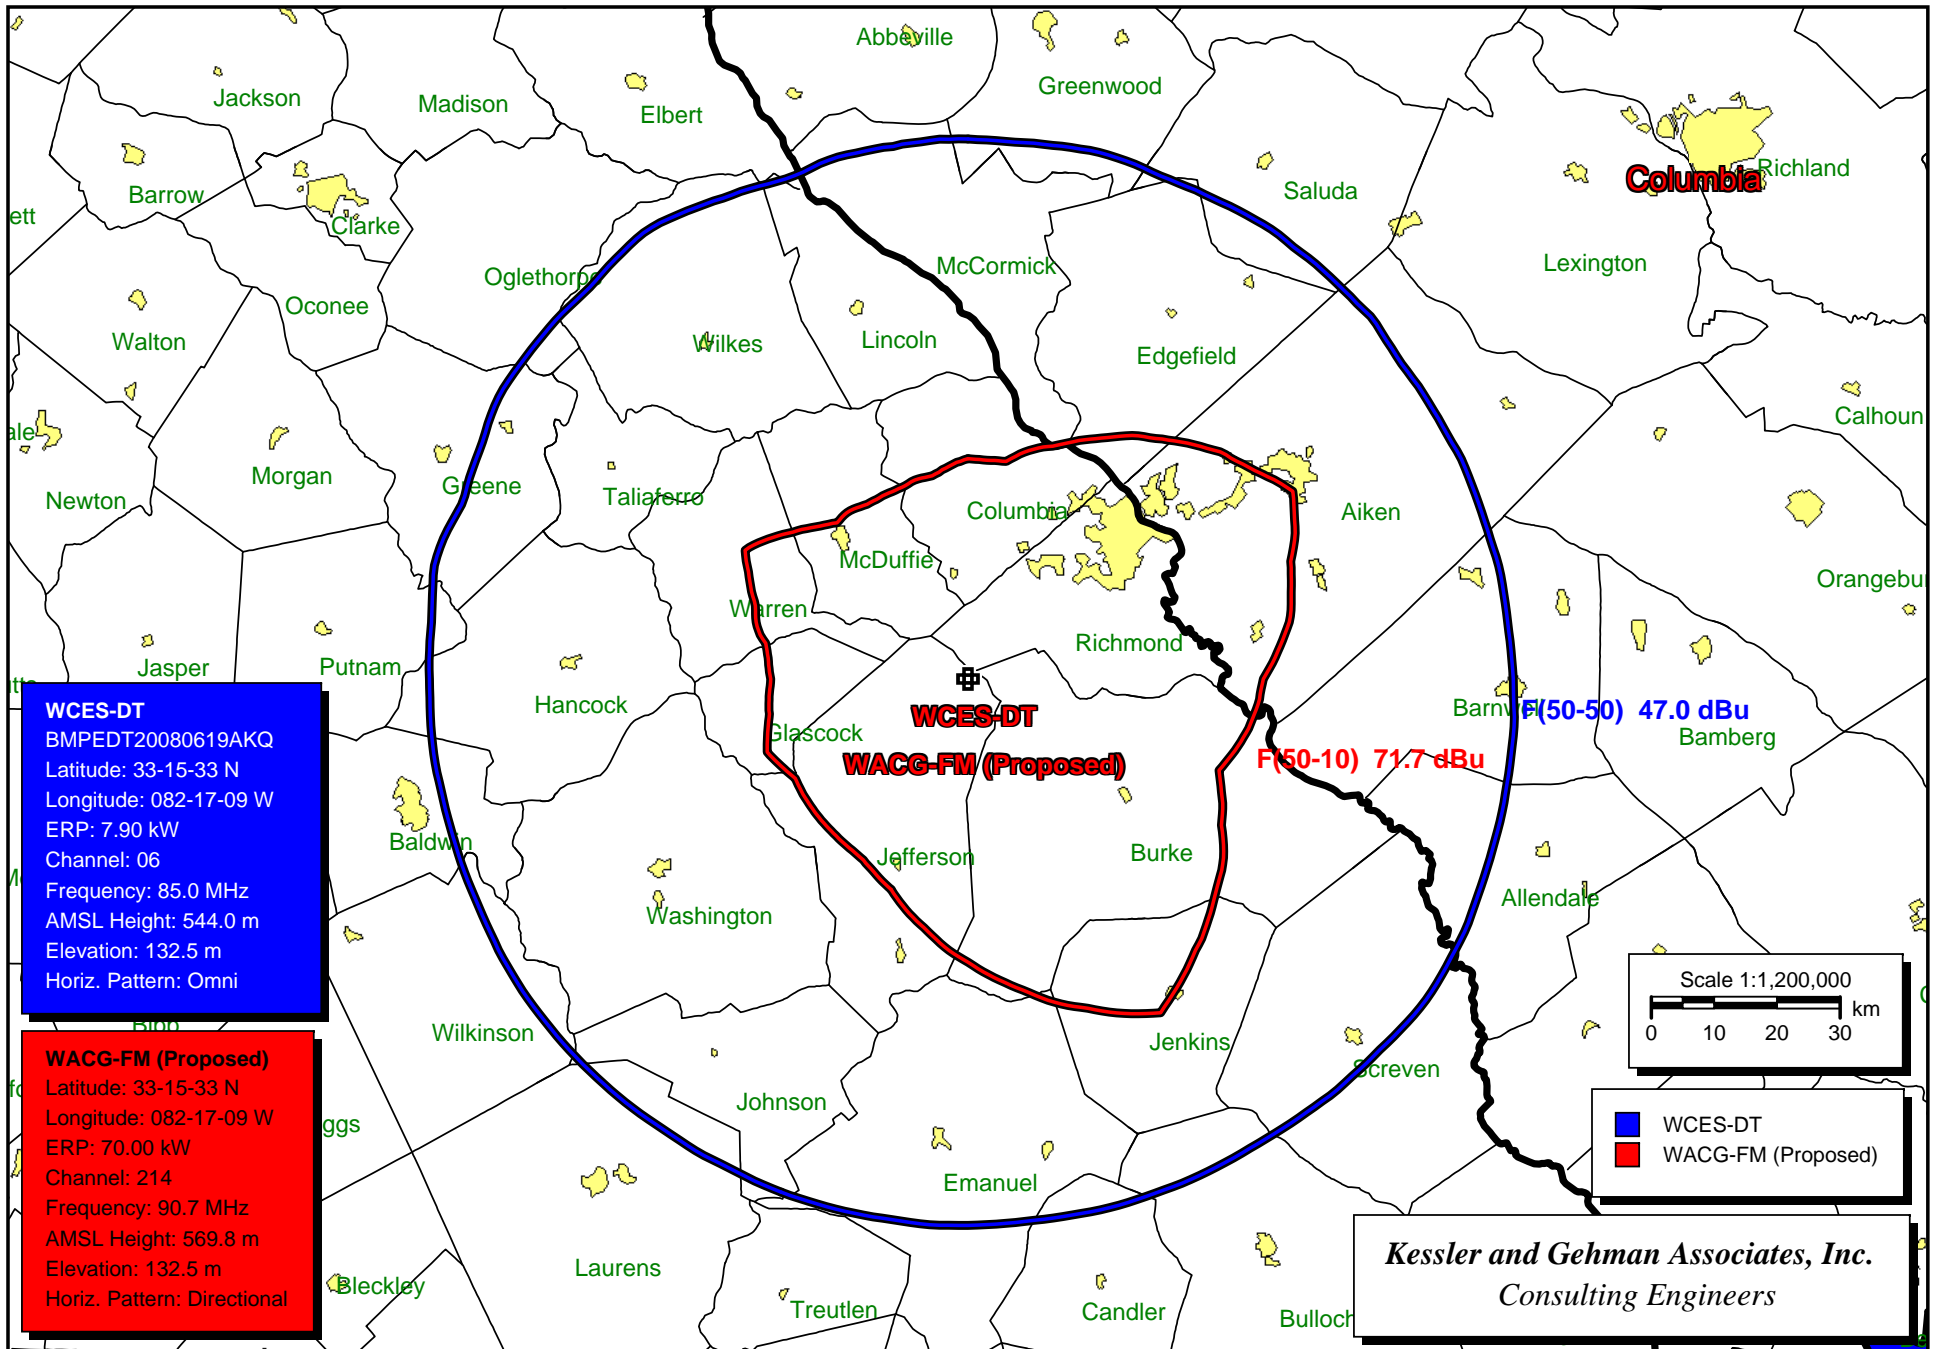 Abbeville
Greenwood
Jackson
Madison
Elbert
Richland
Columbia
Saluda
Barrow
Clarke
ett
Lexington
McCormick
Oglethorpe
Oconee
Walton
Wilkes
Lincoln
Edgefield
Calhoun
ale
Morgan
Greene
Taliaferro
Newton
Columbia
Aiken
McDuffie
Orangebu
Warren
Richmond
Jasper
Putnam
Hancock
WCES-DT
Glascock
WACG-FM (Proposed)
Barnwell
F(50-50) 47.0 dBu
Bamberg
F(50-10) 71.7 dBu
Baldwin
Jefferson
Burke
Allendale
Washington
WCES-DT
BMPEDT20080619AKQ
Latitude: 33-15-33 N
Longitude: 082-17-09 W
ERP: 7.90 kW
Channel: 06
Frequency: 85.0 MHz
AMSL Height: 544.0 m
Elevation: 132.5 m
Horiz. Pattern: Omni
Bibb
Wilkinson
Jenkins
Screven
Johnson
ggs
WACG-FM (Proposed)
Latitude: 33-15-33 N
Longitude: 082-17-09 W
ERP: 70.00 kW
Channel: 214
Frequency: 90.7 MHz
AMSL Height: 569.8 m
Elevation: 132.5 m
Horiz. Pattern: Directional
Emanuel
Laurens
Bleckley
Treutlen
Candler
Bulloch
Scale 1:1,200,000
km
0 10 20 30
WCES-DT
WACG-FM (Proposed)
Kessler and Gehman Associates, Inc.
Consulting Engineers